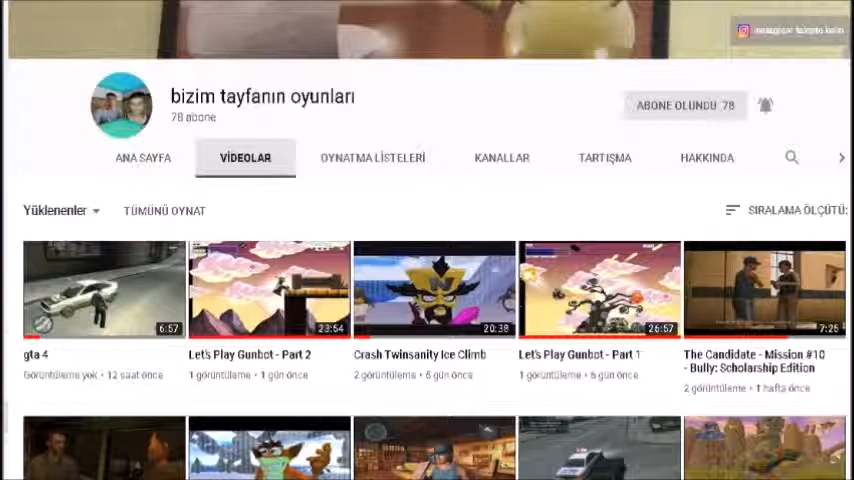 bizim tayfanın oyunları
78 abone
ABONE OLUNDU 78
ANA SAYFA
VİDEOLAR
OYNATMA LİSTELERİ
KANALLAR
TARTIŞMA
HAKKINDA
Yüklenenler
TÜMÜNÜ OYNAT
SIRALAMA ÖLÇÜTÜ:
6:57
23:54
20:38
26:57
7:25
gta 4
Görüntüleme yok • 12 saat önce
Let's Play Gunbot - Part 2
1 görüntüleme • 1 gün önce
Crash Twinsanity Ice Climb
2 görüntüleme • 6 gün önce
Let's Play Gunbot - Part 1
1 görüntüleme • 6 gün önce
The Candidate - Mission #10
- Bully: Scholarship Edition
2 görüntüleme • 1 hafta önce